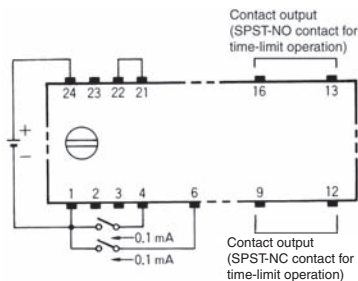 Contact output
(SPST-NO contact for
time-limit operation)
24 23 22 21 16 13
+
−
1 2 3 4 6 9 12
0.1 mA
0.1 mA
Contact output
(SPST-NC contact for
time-limit operation)